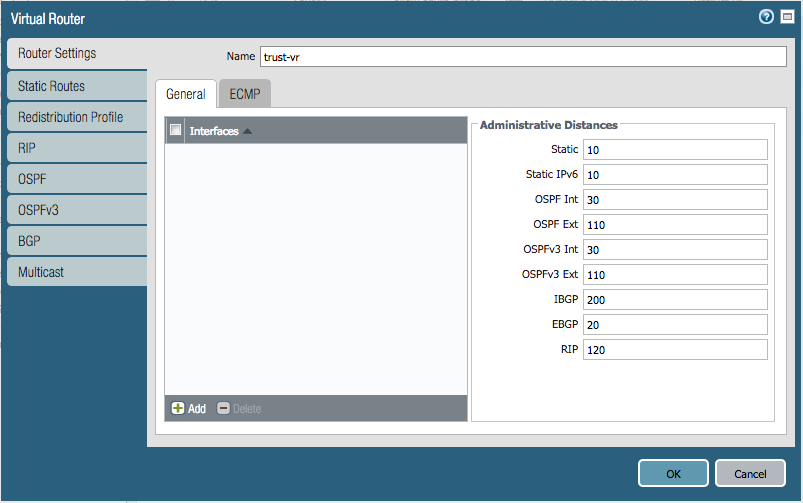 Virtual Router
Router Settings
Static Routes
Redistribution Profile
RIP
OSPF
OSPFv3
BGP
Multicast
Name trust-vr
General ECMP
Interfaces
Add Delete
Administrative Distances
Static 10
Static IPv6 10
OSPF Int 30
OSPF Ext 110
OSPFv3 Int 30
OSPFv3 Ext 110
IBGP 200
EBGP 20
RIP 120
OK Cancel